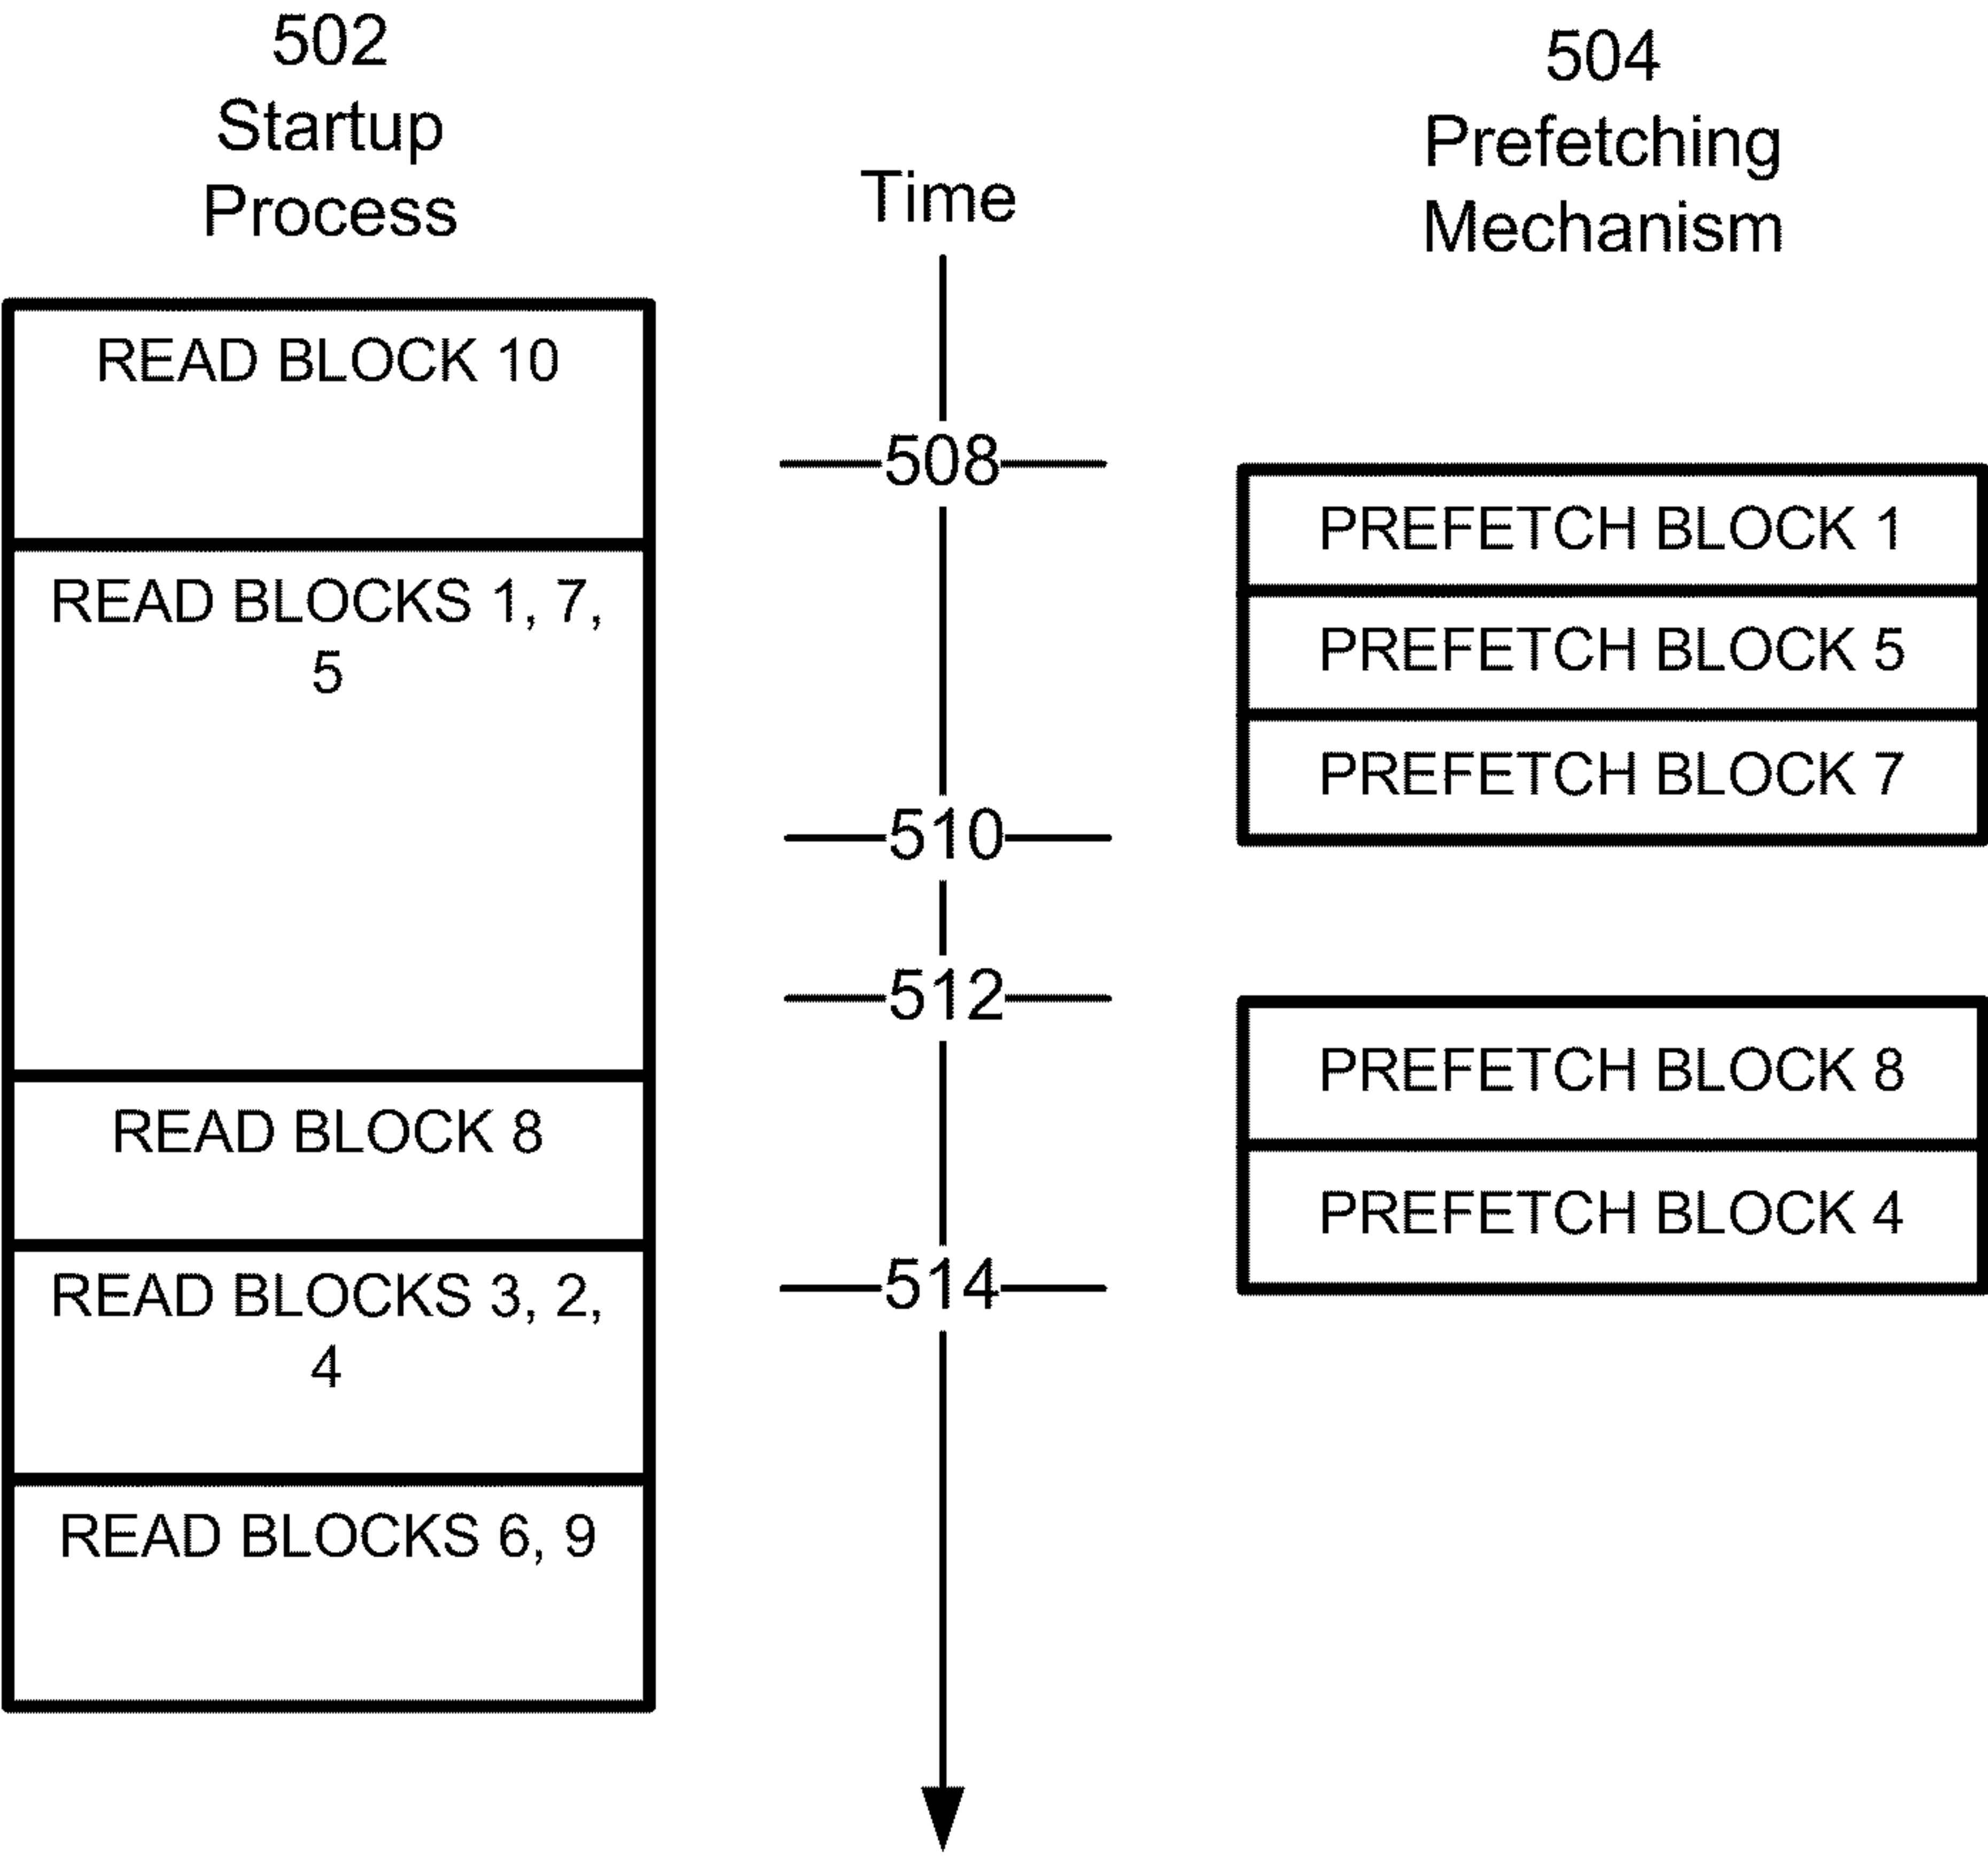 502
Startup
Process
READ BLOCK 10
READ BLOCKS 1, 7,
5
READ BLOCK 8
READ BLOCKS 3, 2,
4
READ BLOCKS 6, 9
Time
508
510
512
514
504
Prefetching
Mechanism
PREFETCH BLOCK 1
PREFETCH BLOCK 5
PREFETCH BLOCK 7
PREFETCH BLOCK 8
PREFETCH BLOCK 4